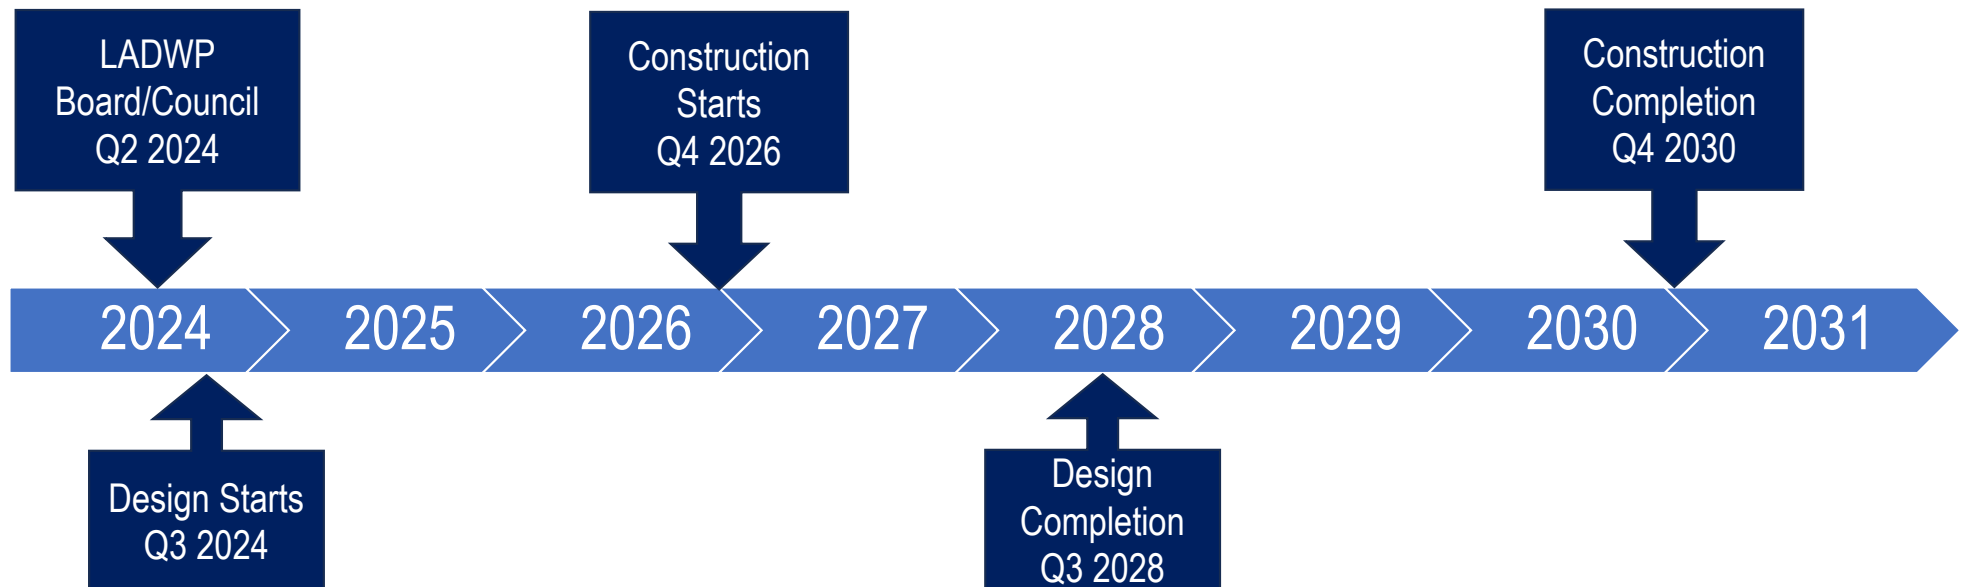 LADWP
Board/Council
Q2 2024
Construction
Starts
Q4 2026
Construction
Completion
Q4 2030
2024
2025
2026
2027
2028
2029
2030
2031
Design Starts
Q3 2024
Design
Completion
Q3 2028